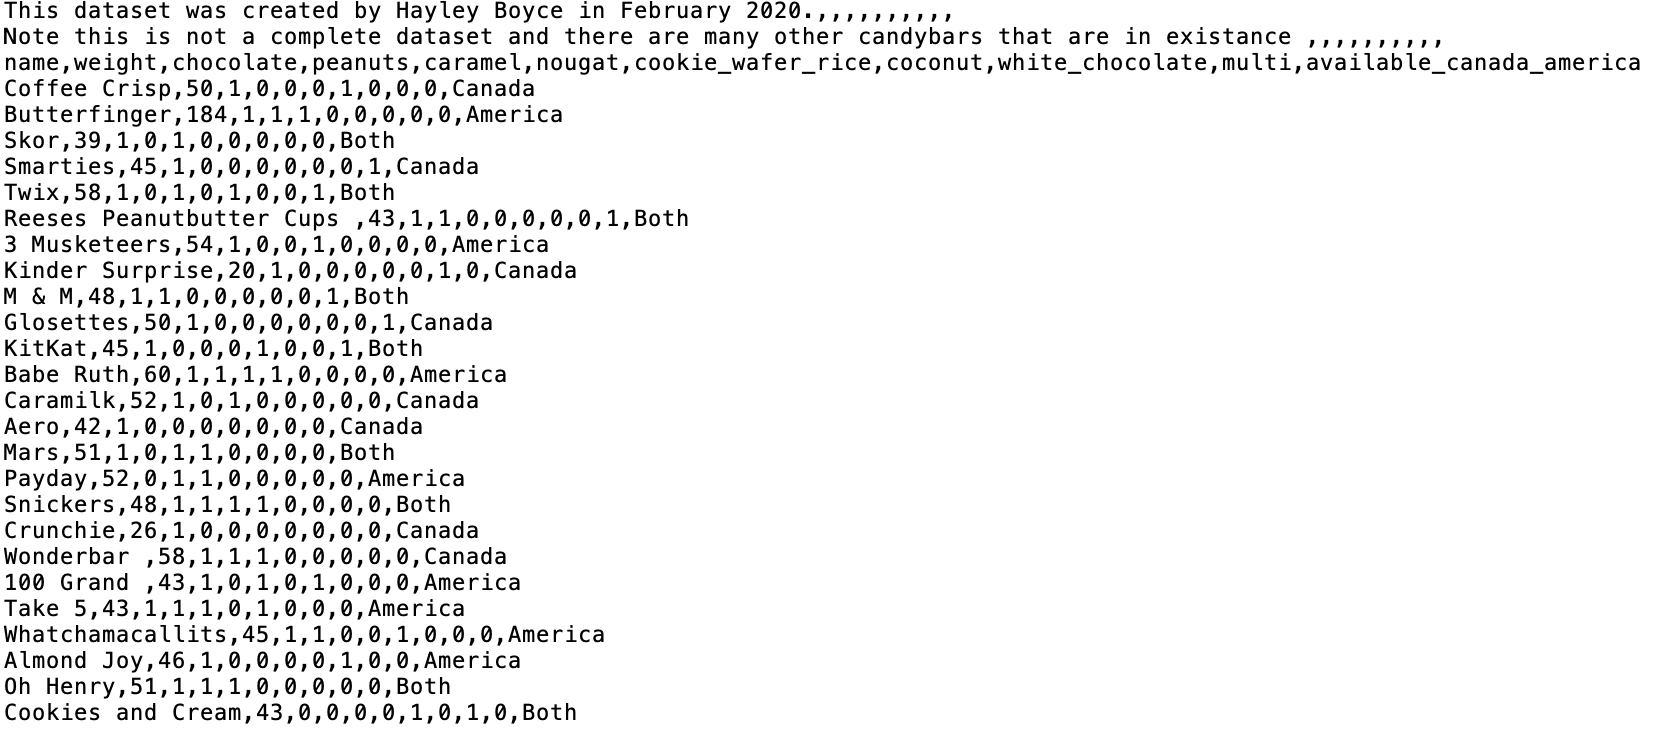 This dataset was created by Hayley Boyce in February 2020.,,,,,,,,,,
Note this is not a complete dataset and there are many other candybars that are in existance ,,,,,,,,,,
name,weight,chocolate,peanuts,caramel,nougat,cookie_wafer_rice,coconut,white_chocolate,multi,available_canada_america
Coffee Crisp,50,1,0,0,0,1,0,0,0,Canada
Butterfinger,184,1,1,1,0,0,0,0,0,America
Skor,39,1,0,1,0,0,0,0,0,Both
Smarties,45,1,0,0,0,0,0,0,1,Canada
Twix,58,1,0,1,0,1,0,0,1,Both
Reeses Peanutbutter Cups ,43,1,1,0,0,0,0,0,1,Both
3 Musketeers,54,1,0,0,1,0,0,0,0,America
Kinder Surprise,20,1,0,0,0,0,0,1,0,Canada
M & M,48,1,1,0,0,0,0,0,1,Both
Glosettes,50,1,0,0,0,0,0,0,1,Canada
KitKat,45,1,0,0,0,1,0,0,1,Both
Babe Ruth,60,1,1,1,1,0,0,0,0,America
Caramilk,52,1,0,1,0,0,0,0,0,Canada
Aero,42,1,0,0,0,0,0,0,0,Canada
Mars,51,1,0,1,1,0,0,0,0,Both
Payday,52,0,1,1,0,0,0,0,0,America
Snickers,48,1,1,1,1,0,0,0,0,Both
Crunchie,26,1,0,0,0,0,0,0,0,Canada
Wonderbar ,58,1,1,1,0,0,0,0,0,Canada
100 Grand ,43,1,0,1,0,1,0,0,0,America
Take 5,43,1,1,1,0,1,0,0,0,America
Whatchamacallits,45,1,1,0,0,1,0,0,0,America
Almond Joy,46,1,0,0,0,0,1,0,0,America
Oh Henry,51,1,1,1,0,0,0,0,0,Both
Cookies and Cream,43,0,0,0,0,1,0,1,0,Both